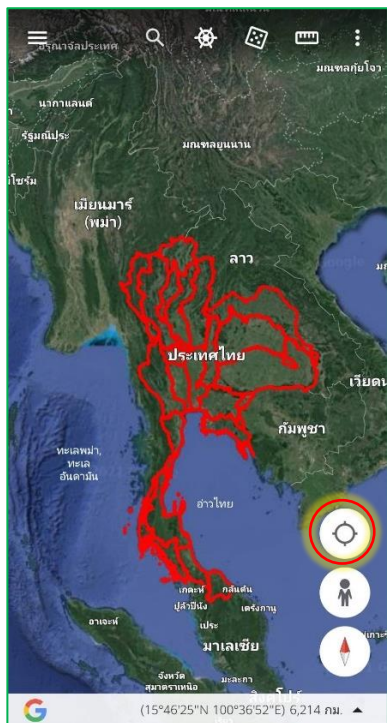 อรุณาจัลประเทศ
มณฑลกุ้ยโจว
นากาแลนด์
รัฐมณีปุระ
มณฑลยูนนาน
ไชรัม
เมียนมาร์
(พม่า)
ลาว
Google
ประเทศไทย
เวียดน
กัมพูชา
ทะเลพม่า,
ทะเล
อันดามัน
อ่าวไทย
เกดะห์
กลันตัน
ปูเลาปีนัง
ตรังกานู
อาเจะห์
เประ
มาเลเซีย
จังหวัด
สุมาตราเหนือ
มะละกา
สิงคโปร์
(15°46'25"N 100°36'52"E) 6,214 กม.